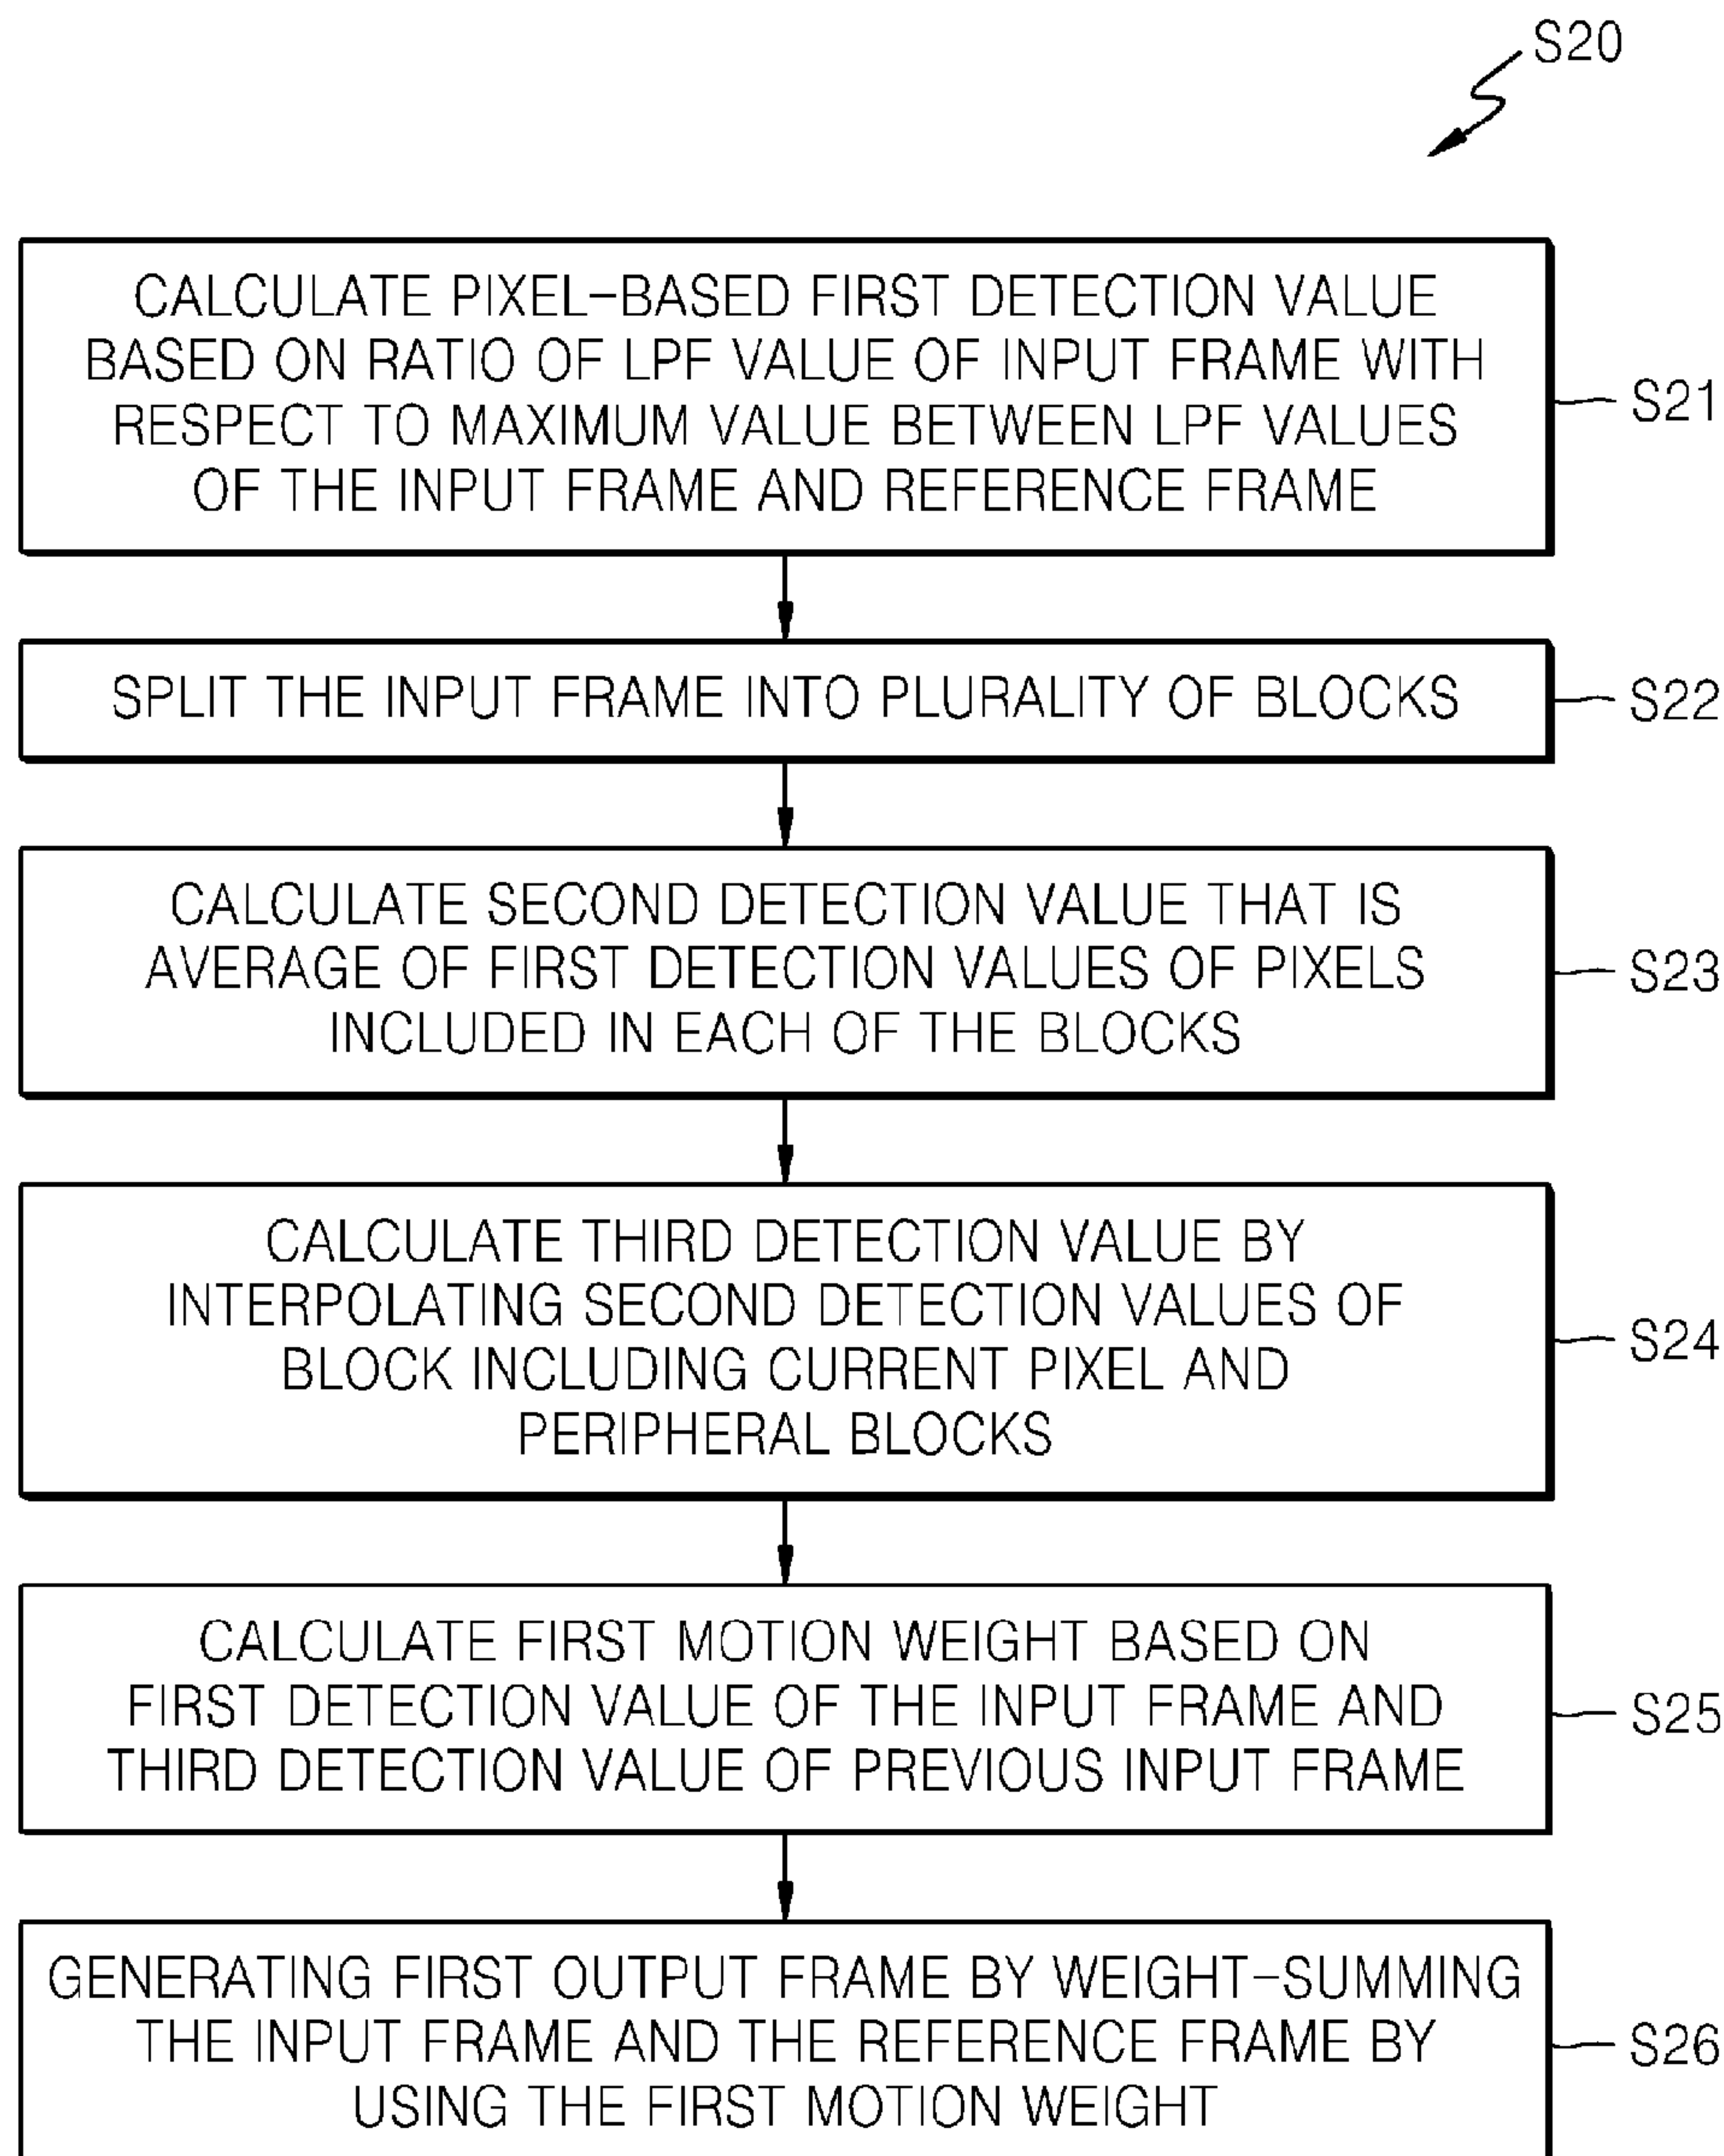 S20
CALCULATE PIXEL-BASED FIRST DETECTION VALUE
BASED ON RATIO OF LPF VALUE OF INPUT FRAME WITH
RESPECT TO MAXIMUM VALUE BETWEEN LPF VALUES
OF THE INPUT FRAME AND REFERENCE FRAME
S21
SPLIT THE INPUT FRAME INTO PLURALITY OF BLOCKS
S22
CALCULATE SECOND DETECTION VALUE THAT IS
AVERAGE OF FIRST DETECTION VALUES OF PIXELS
INCLUDED IN EACH OF THE BLOCKS
S23
CALCULATE THIRD DETECTION VALUE BY
INTERPOLATING SECOND DETECTION VALUES OF
BLOCK INCLUDING CURRENT PIXEL AND
PERIPHERAL BLOCKS
S24
CALCULATE FIRST MOTION WEIGHT BASED ON
FIRST DETECTION VALUE OF THE INPUT FRAME AND
THIRD DETECTION VALUE OF PREVIOUS INPUT FRAME
S25
GENERATING FIRST OUTPUT FRAME BY WEIGHT-SUMMING
THE INPUT FRAME AND THE REFERENCE FRAME BY
USING THE FIRST MOTION WEIGHT
S26